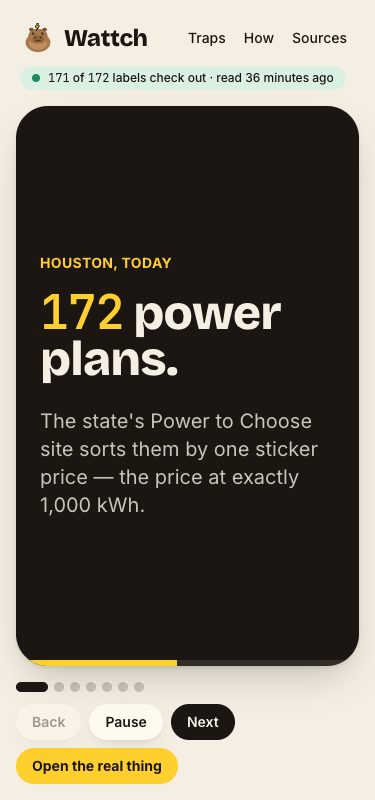 Wattch
Traps How Sources
171 of 172 labels check out · read 36 minutes ago
HOUSTON, TODAY
172 power
plans.
The state's Power to Choose
site sorts them by one sticker
price — the price at exactly
1,000 kWh.
Back Pause Next
Open the real thing